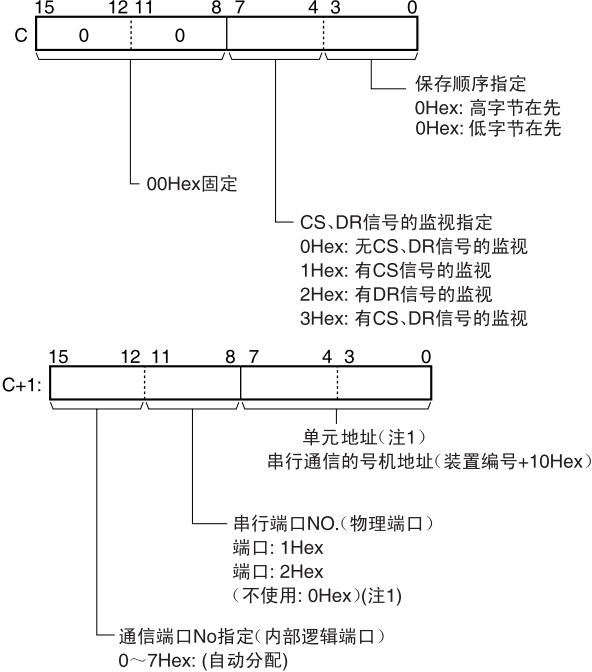 15 12 11 8 7 4 3 0
C 0 0
保存顺序指定
0Hex: 高字节在先
0Hex: 低字节在先
00Hex固定
CS、DR信号的监视指定
0Hex: 无CS、DR信号的监视
1Hex: 有CS信号的监视
2Hex: 有DR信号的监视
3Hex: 有CS、DR信号的监视
15 12 11 8 7 4 3 0
C+1:
单元地址（注1）
串行通信的号机地址（装置编号+10Hex）
串行端口NO.（物理端口）
端口: 1Hex
端口: 2Hex
（不使用: 0Hex）(注1)
通信端口No指定（内部逻辑端口）
0～7Hex: (自动分配)